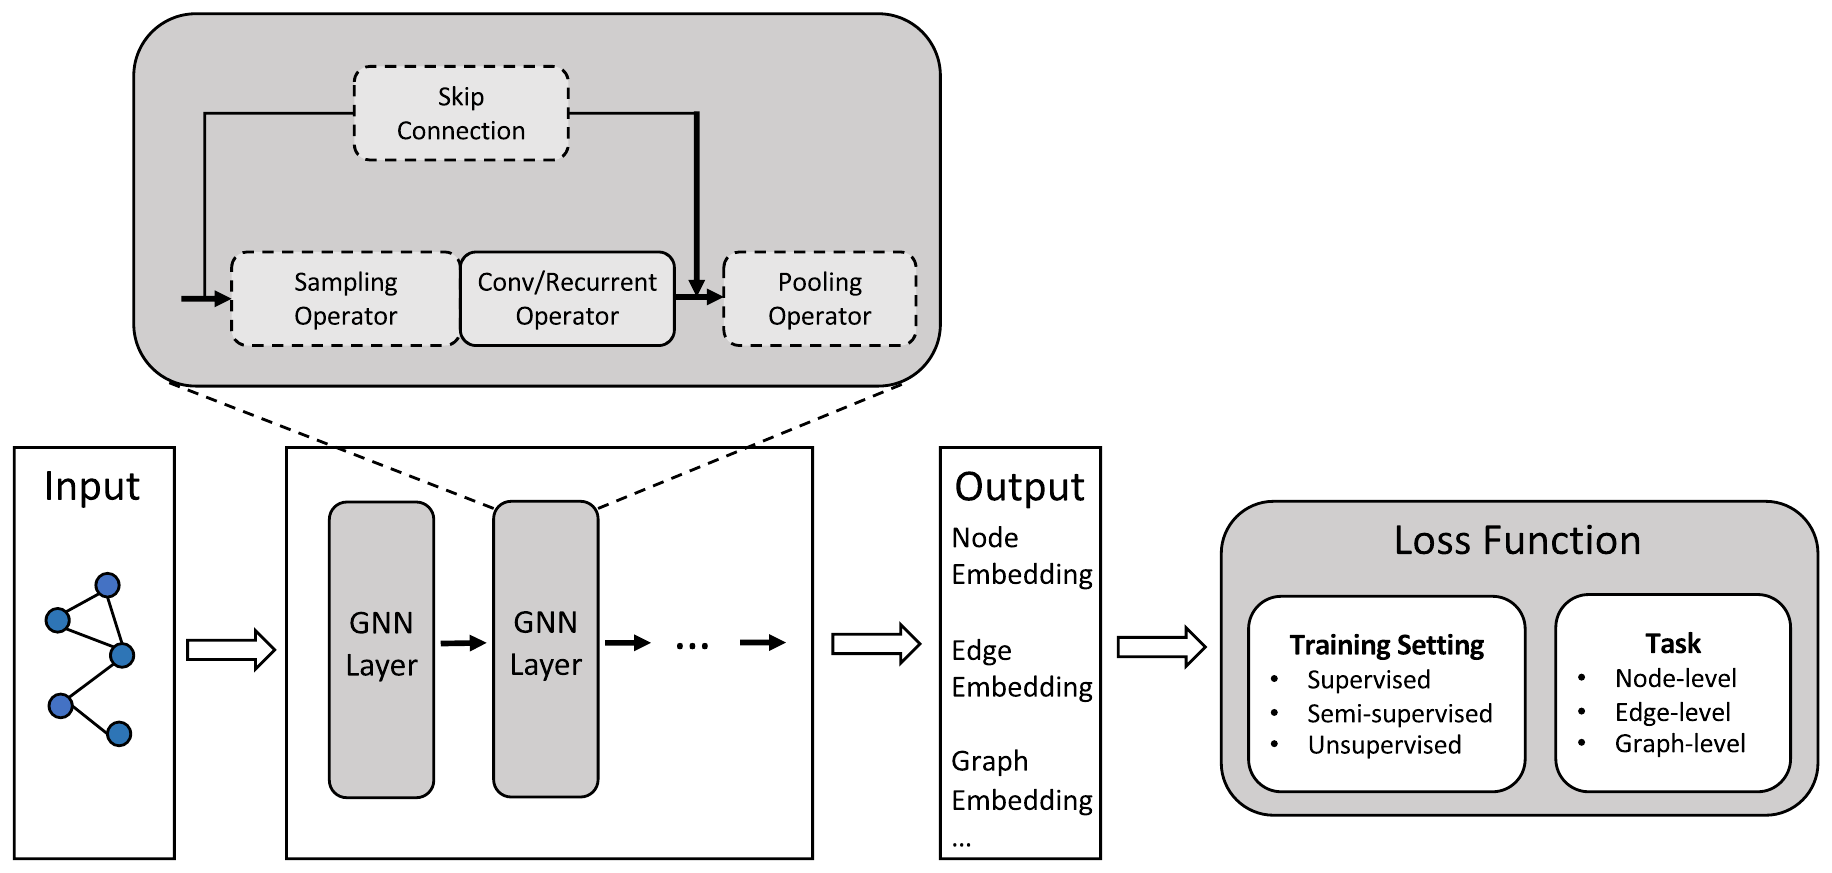 Skip
Connection
Sampling
Operator
Conv/Recurrent
Operator
Pooling
Operator
Input
GNN
Layer
GNN
Layer
...
Output
Node
Embedding
Edge
Embedding
Graph
Embedding
...
Loss Function
Training Setting
• Supervised
• Semi-supervised
• Unsupervised
Task
• Node-level
• Edge-level
• Graph-level